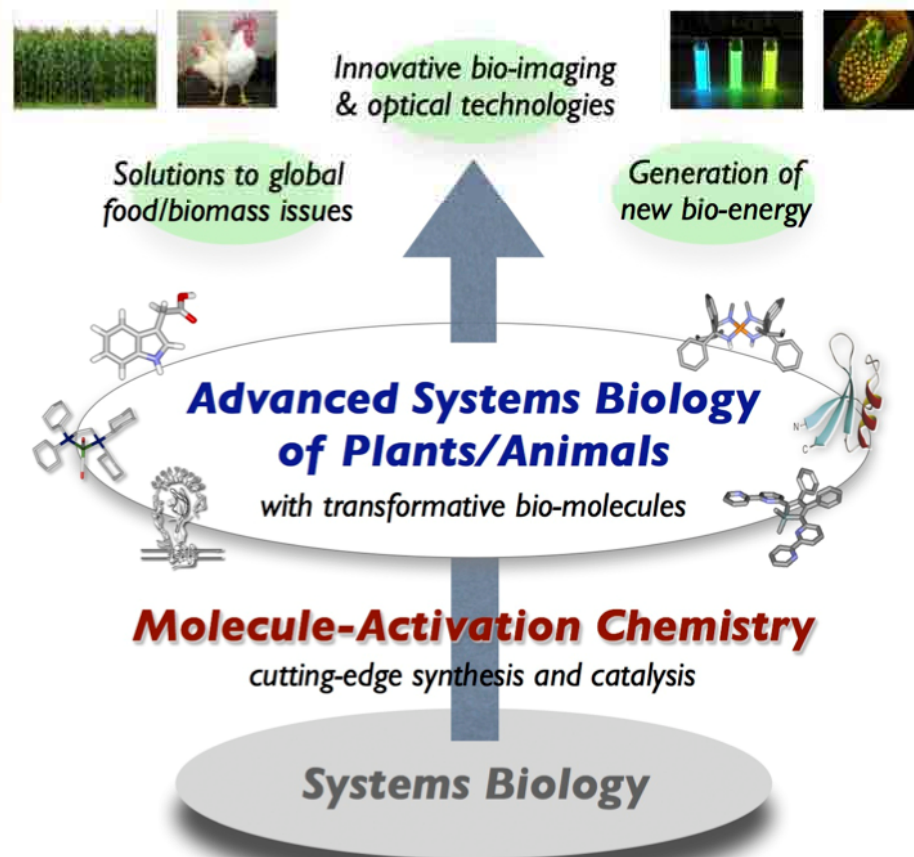 Innovative bio-imaging
& optical technologies
Solutions to global
food/biomass issues
Generation of
new bio-energy
Advanced Systems Biology
of Plants/Animals
with transformative bio-molecules
N
C
Molecule-Activation Chemistry
cutting-edge synthesis and catalysis
Systems Biology